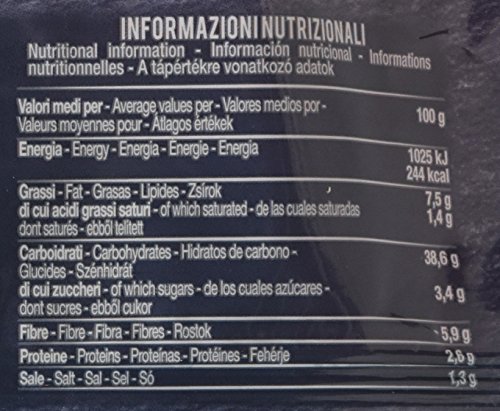 INFORMAZIONI NUTRIZIONALI
Nutritional information - Información nutricional - Informations
nutritionnelles - A tápértékre vonatkozó adatok
Valori medi per - Average values per - Valores medios por -
Valeurs moyennes pour - Átlagos értékek
100 g
Energia - Energy - Energia - Énergie - Energia
1025 kJ
244 kcal
Grassi - Fat - Grasas - Lipides - Zsírok
7,5 g
di cui acidi grassi saturi - of which saturated - de las cuales saturadas
1,4 g
dont saturés - ebből telített
Carboidrati - Carbohydrates - Hidratos de carbono -
38,6 g
Glucides - Szénhidrát
di cui zuccheri - of which sugars - de los cuales azúcares -
3,4 g
dont sucres - ebből cukor
Fibre - Fibre - Fibra - Fibres - Rostok
5,9 g
Proteine - Proteins - Proteínas - Protéines - Fehérje
2,6 g
Sale - Salt - Sal - Sel - Só
1,3 g